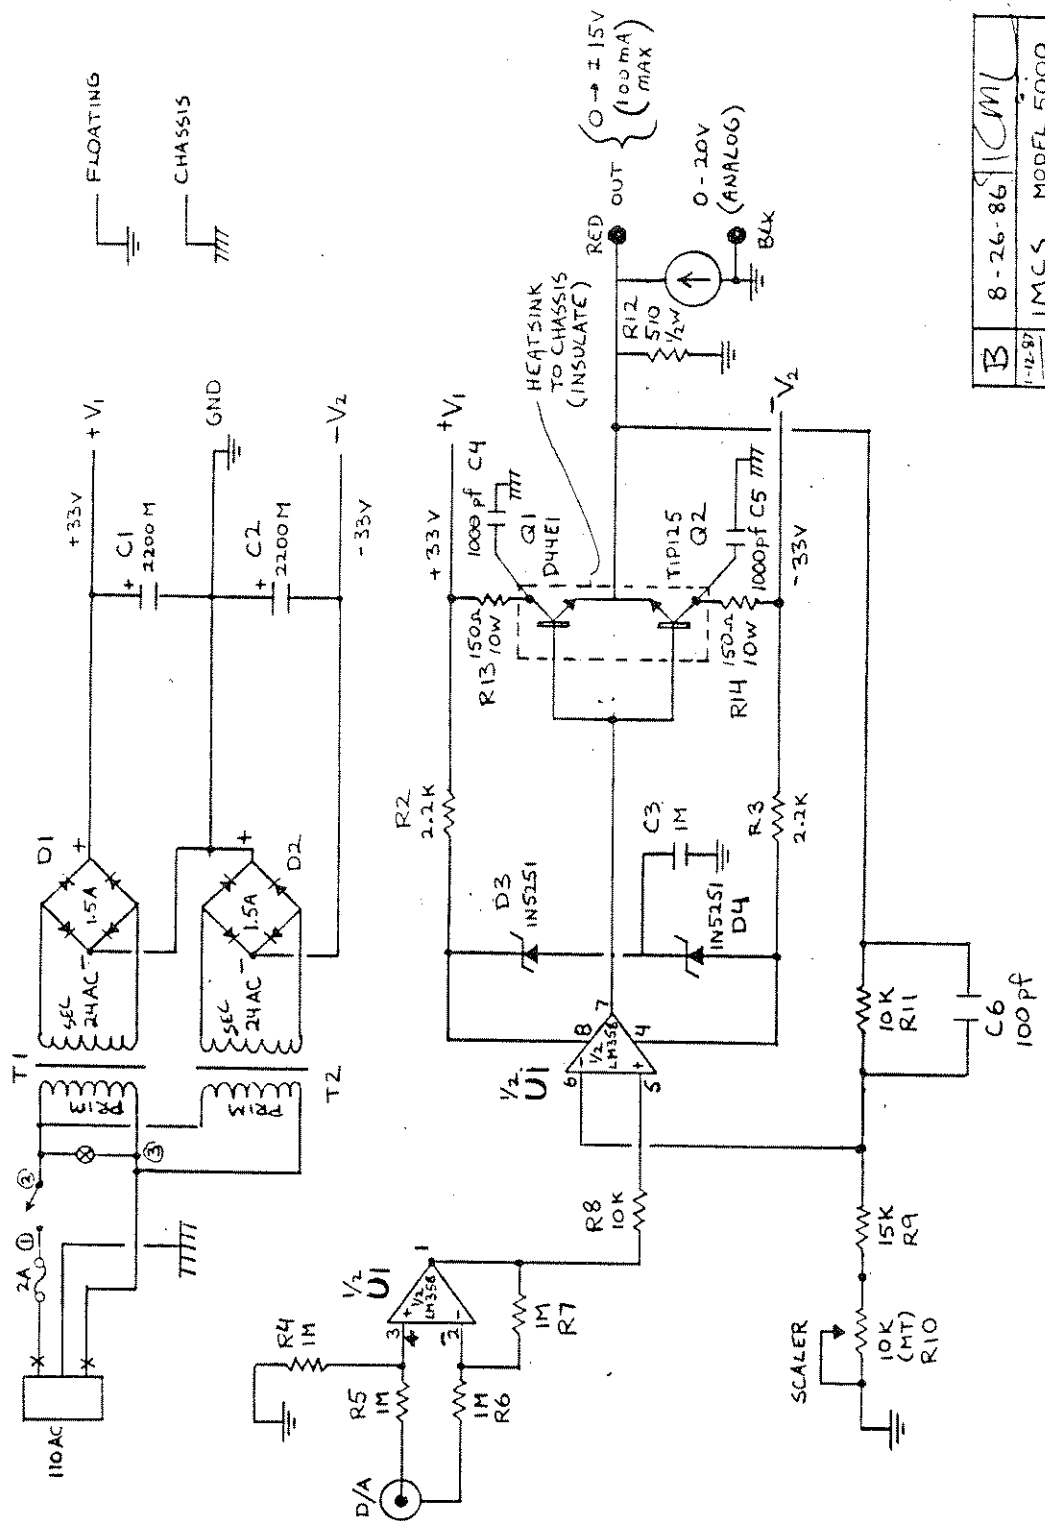 110AC
2A
①
②
③
T1
PRIM
SEC
24AC
D1
1.5A
+
-
T2
PRIM
SEC
24AC
D2
1.5A
+
-
+33V
+V1
C1
+
2200M
GND
C2
+
2200M
-33V
-V2
FLOATING
CHASSIS
D/A
R5
1M
R4
1M
1M
R6
1/2
U1
1/2
LM358
3
+
2
-
1
1M
R7
R8
10K
1/2
U1
1/2
LM358
6
-
5
+
8
7
4
D3
1N5251
1N5251
D4
C3
1M
R2
2.2K
R3
2.2K
+33V
+V1
R13
150Ω
10W
1000pf C4
Q1
D44E1
TIP125
Q2
R14
150Ω
10W
1000pf C5
-33V
-V2
HEATSINK
TO CHASSIS
(INSULATE)
R12
510
1/2W
RED OUT
0→±15V
(100mA
MAX)
0-20V
(ANALOG)
BLK
SCALER
10K
(MT)
R10
15K
R9
10K
R11
C6
100pf
B 8-26-86
1-12-87 IMCS MODEL 5000